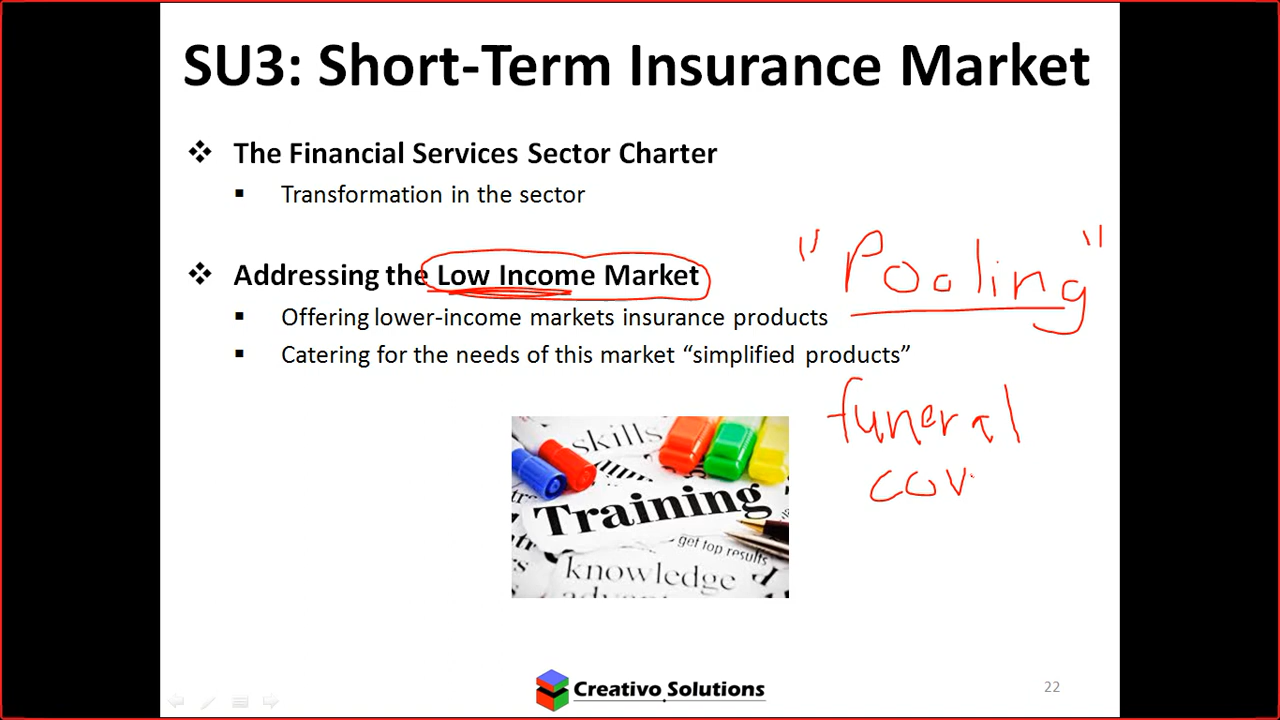 SU3: Short-Term Insurance Market
❖ The Financial Services Sector Charter
▪ Transformation in the sector
❖ Addressing the Low Income Market
▪ Offering lower-income markets insurance products
▪ Catering for the needs of this market “simplified products”
"Pooling"
funeral
cov
skills
Training
get top results
knowledge
Creativo Solutions
22